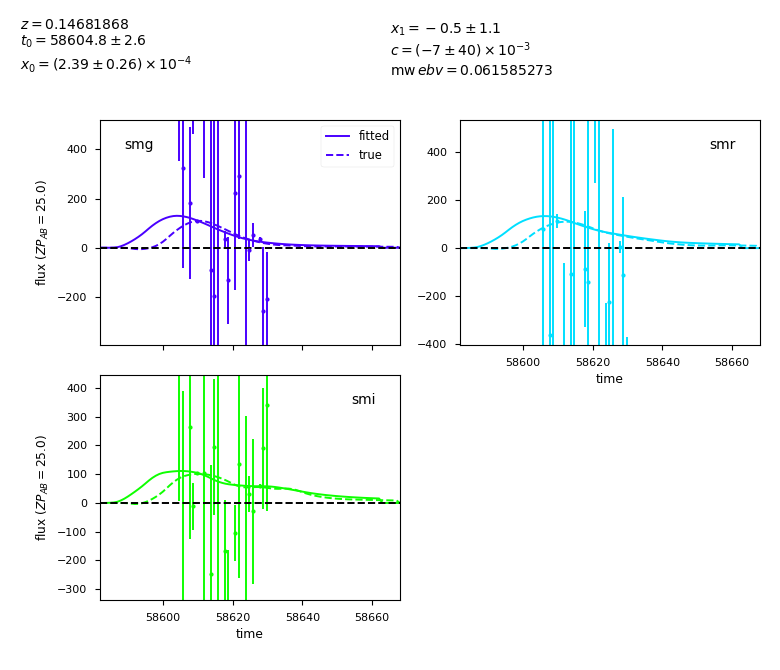 z = 0.14681868
t₀ = 58604.8 ± 2.6
x₀ = (2.39 ± 0.26) × 10⁻⁴
x₁ = −0.5 ± 1.1
c = (−7 ± 40) × 10⁻³
mw ebv = 0.061585273
smg
fitted
true
400
200
0
−200
flux (ZP_AB = 25.0)
smr
400
200
0
−200
−400
58600 58620 58640 58660
time
smi
400
300
200
100
0
−100
−200
−300
flux (ZP_AB = 25.0)
58600 58620 58640 58660
time